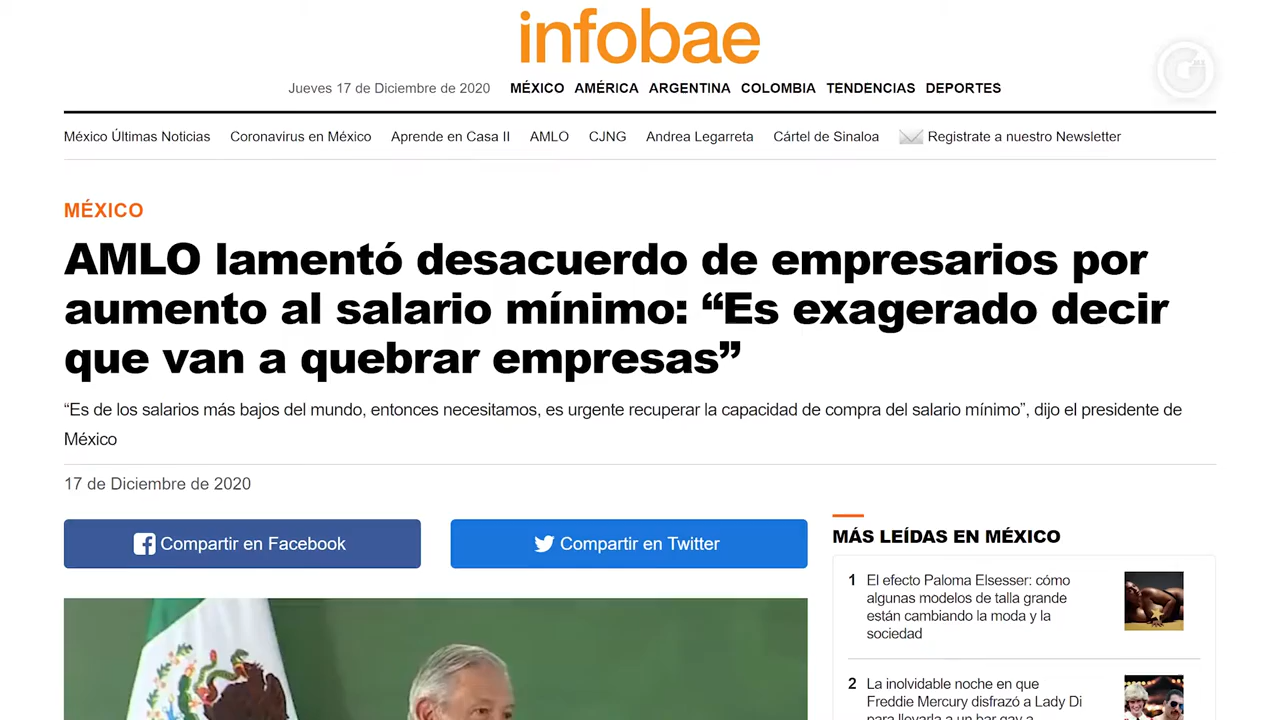 infobae
Jueves 17 de Diciembre de 2020 MÉXICO AMÉRICA ARGENTINA COLOMBIA TENDENCIAS DEPORTES
México Últimas Noticias Coronavirus en México Aprende en Casa II AMLO CJNG Andrea Legarreta Cártel de Sinaloa Registrate a nuestro Newsletter
MÉXICO
AMLO lamentó desacuerdo de empresarios por
aumento al salario mínimo: “Es exagerado decir
que van a quebrar empresas”
“Es de los salarios más bajos del mundo, entonces necesitamos, es urgente recuperar la capacidad de compra del salario mínimo”, dijo el presidente de
México
17 de Diciembre de 2020
Compartir en Facebook
Compartir en Twitter
MÁS LEÍDAS EN MÉXICO
1 El efecto Paloma Elsesser: cómo
algunas modelos de talla grande
están cambiando la moda y la
sociedad
2 La inolvidable noche en que
Freddie Mercury disfrazó a Lady Di
para llevarla a un bar gay a